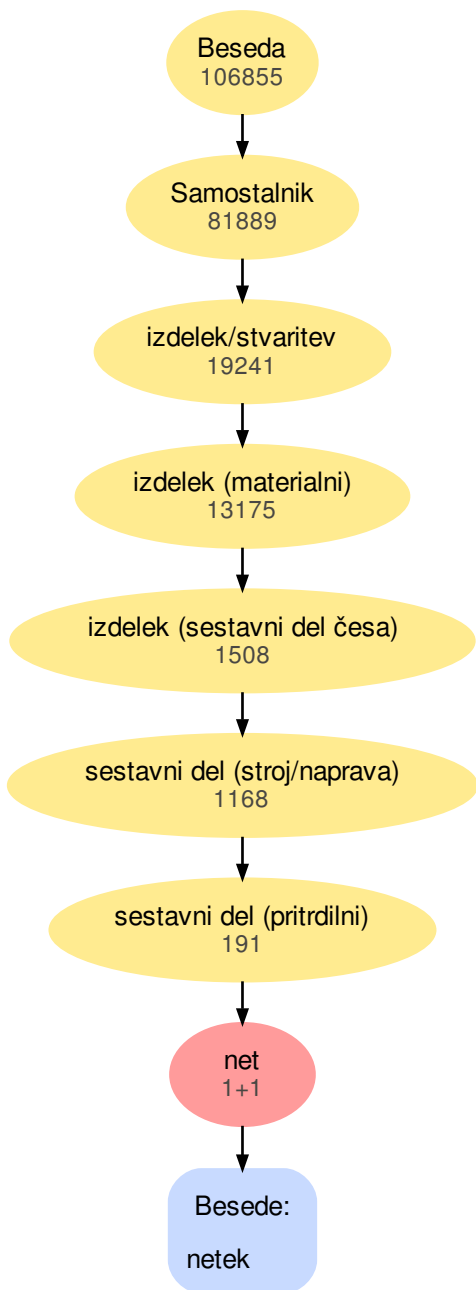 Beseda
106855
Samostalnik
81889
izdelek/stvaritev
19241
izdelek (materialni)
13175
izdelek (sestavni del česa)
1508
sestavni del (stroj/naprava)
1168
sestavni del (pritrdilni)
191
net
1+1
Besede:
netek